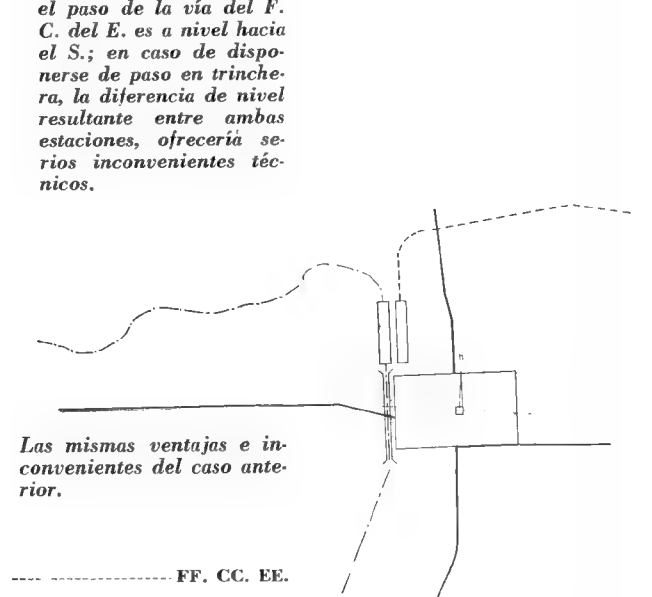 el paso de la vía del F.
C. del E. es a nivel hacia
el S.; en caso de dispo-
nerse de paso en trinche-
ra, la diferencia de nivel
resultante entre ambas
estaciones, ofrecería se-
rios inconvenientes téc-
nicos.
n
Las mismas ventajas e in-
convenientes del caso ante-
rior.
FF. CC. EE.